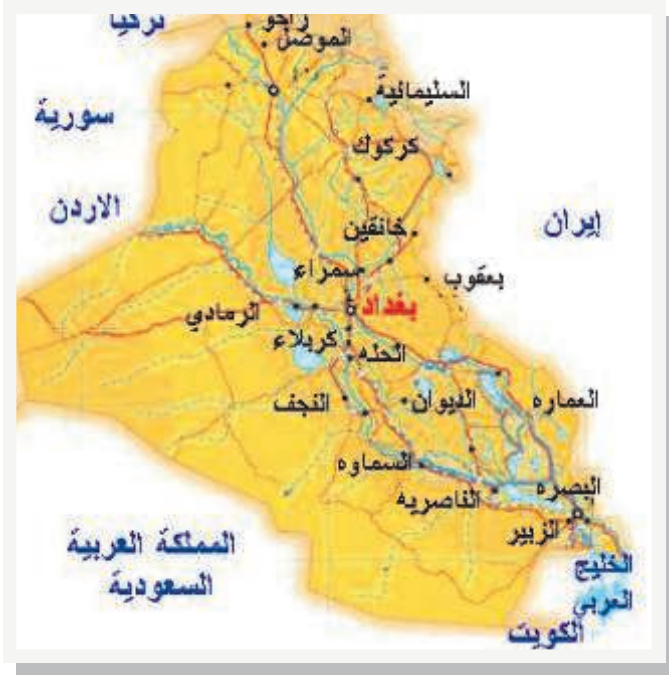 تركيا
زاخو
الموصل
السليمانية
سورية
كركوك
الاردن
خانقين
إيران
سمراء
بعقوب
الرمادي
بغداد
كربلاء
الحله
النجف
الديوان
العماره
السماوه
الناصريه
البصره
الزبير
المملكة العربية
السعودية
الخليج
العربي
الكويت